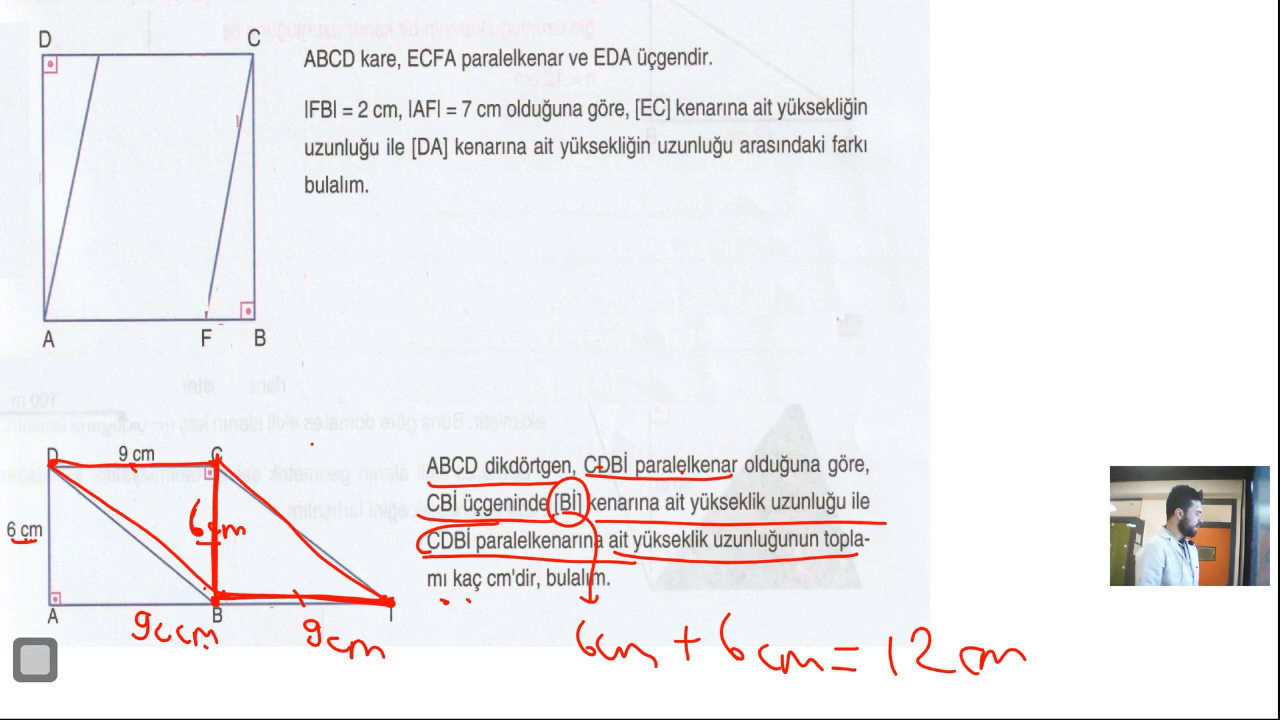 D
C
ABCD kare, ECFA paralelkenar ve EDA üçgendir.
|FB| = 2 cm, |AF| = 7 cm olduğuna göre, [EC] kenarına ait yüksekliğin
uzunluğu ile [DA] kenarına ait yüksekliğin uzunluğu arasındaki farkı
bulalım.
A
F
B
D
9 cm
C
ABCD dikdörtgen, CDBİ paralelkenar olduğuna göre,
CBİ üçgeninde [Bİ] kenarına ait yükseklik uzunluğu ile
6 cm
6cm
CDBİ paralelkenarına ait yükseklik uzunluğunun topla-
mı kaç cm'dir, bulalım.
A
B
İ
9cm
9cm
6cm + 6cm = 12 cm